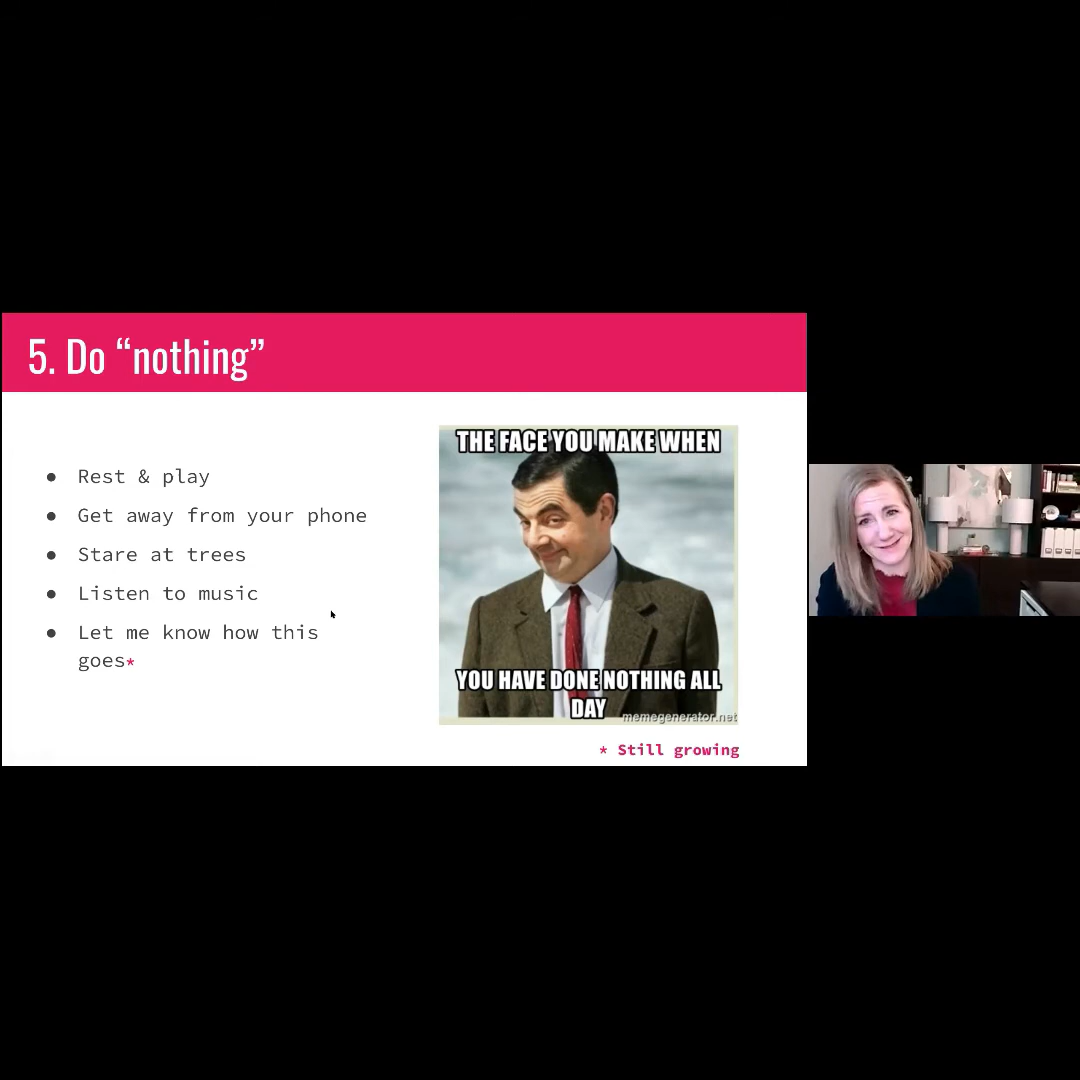 5. Do “nothing”
● Rest & play
● Get away from your phone
● Stare at trees
● Listen to music
● Let me know how this
goes*
THE FACE YOU MAKE WHEN
YOU HAVE DONE NOTHING ALL
DAY
memegenerator.net
* Still growing